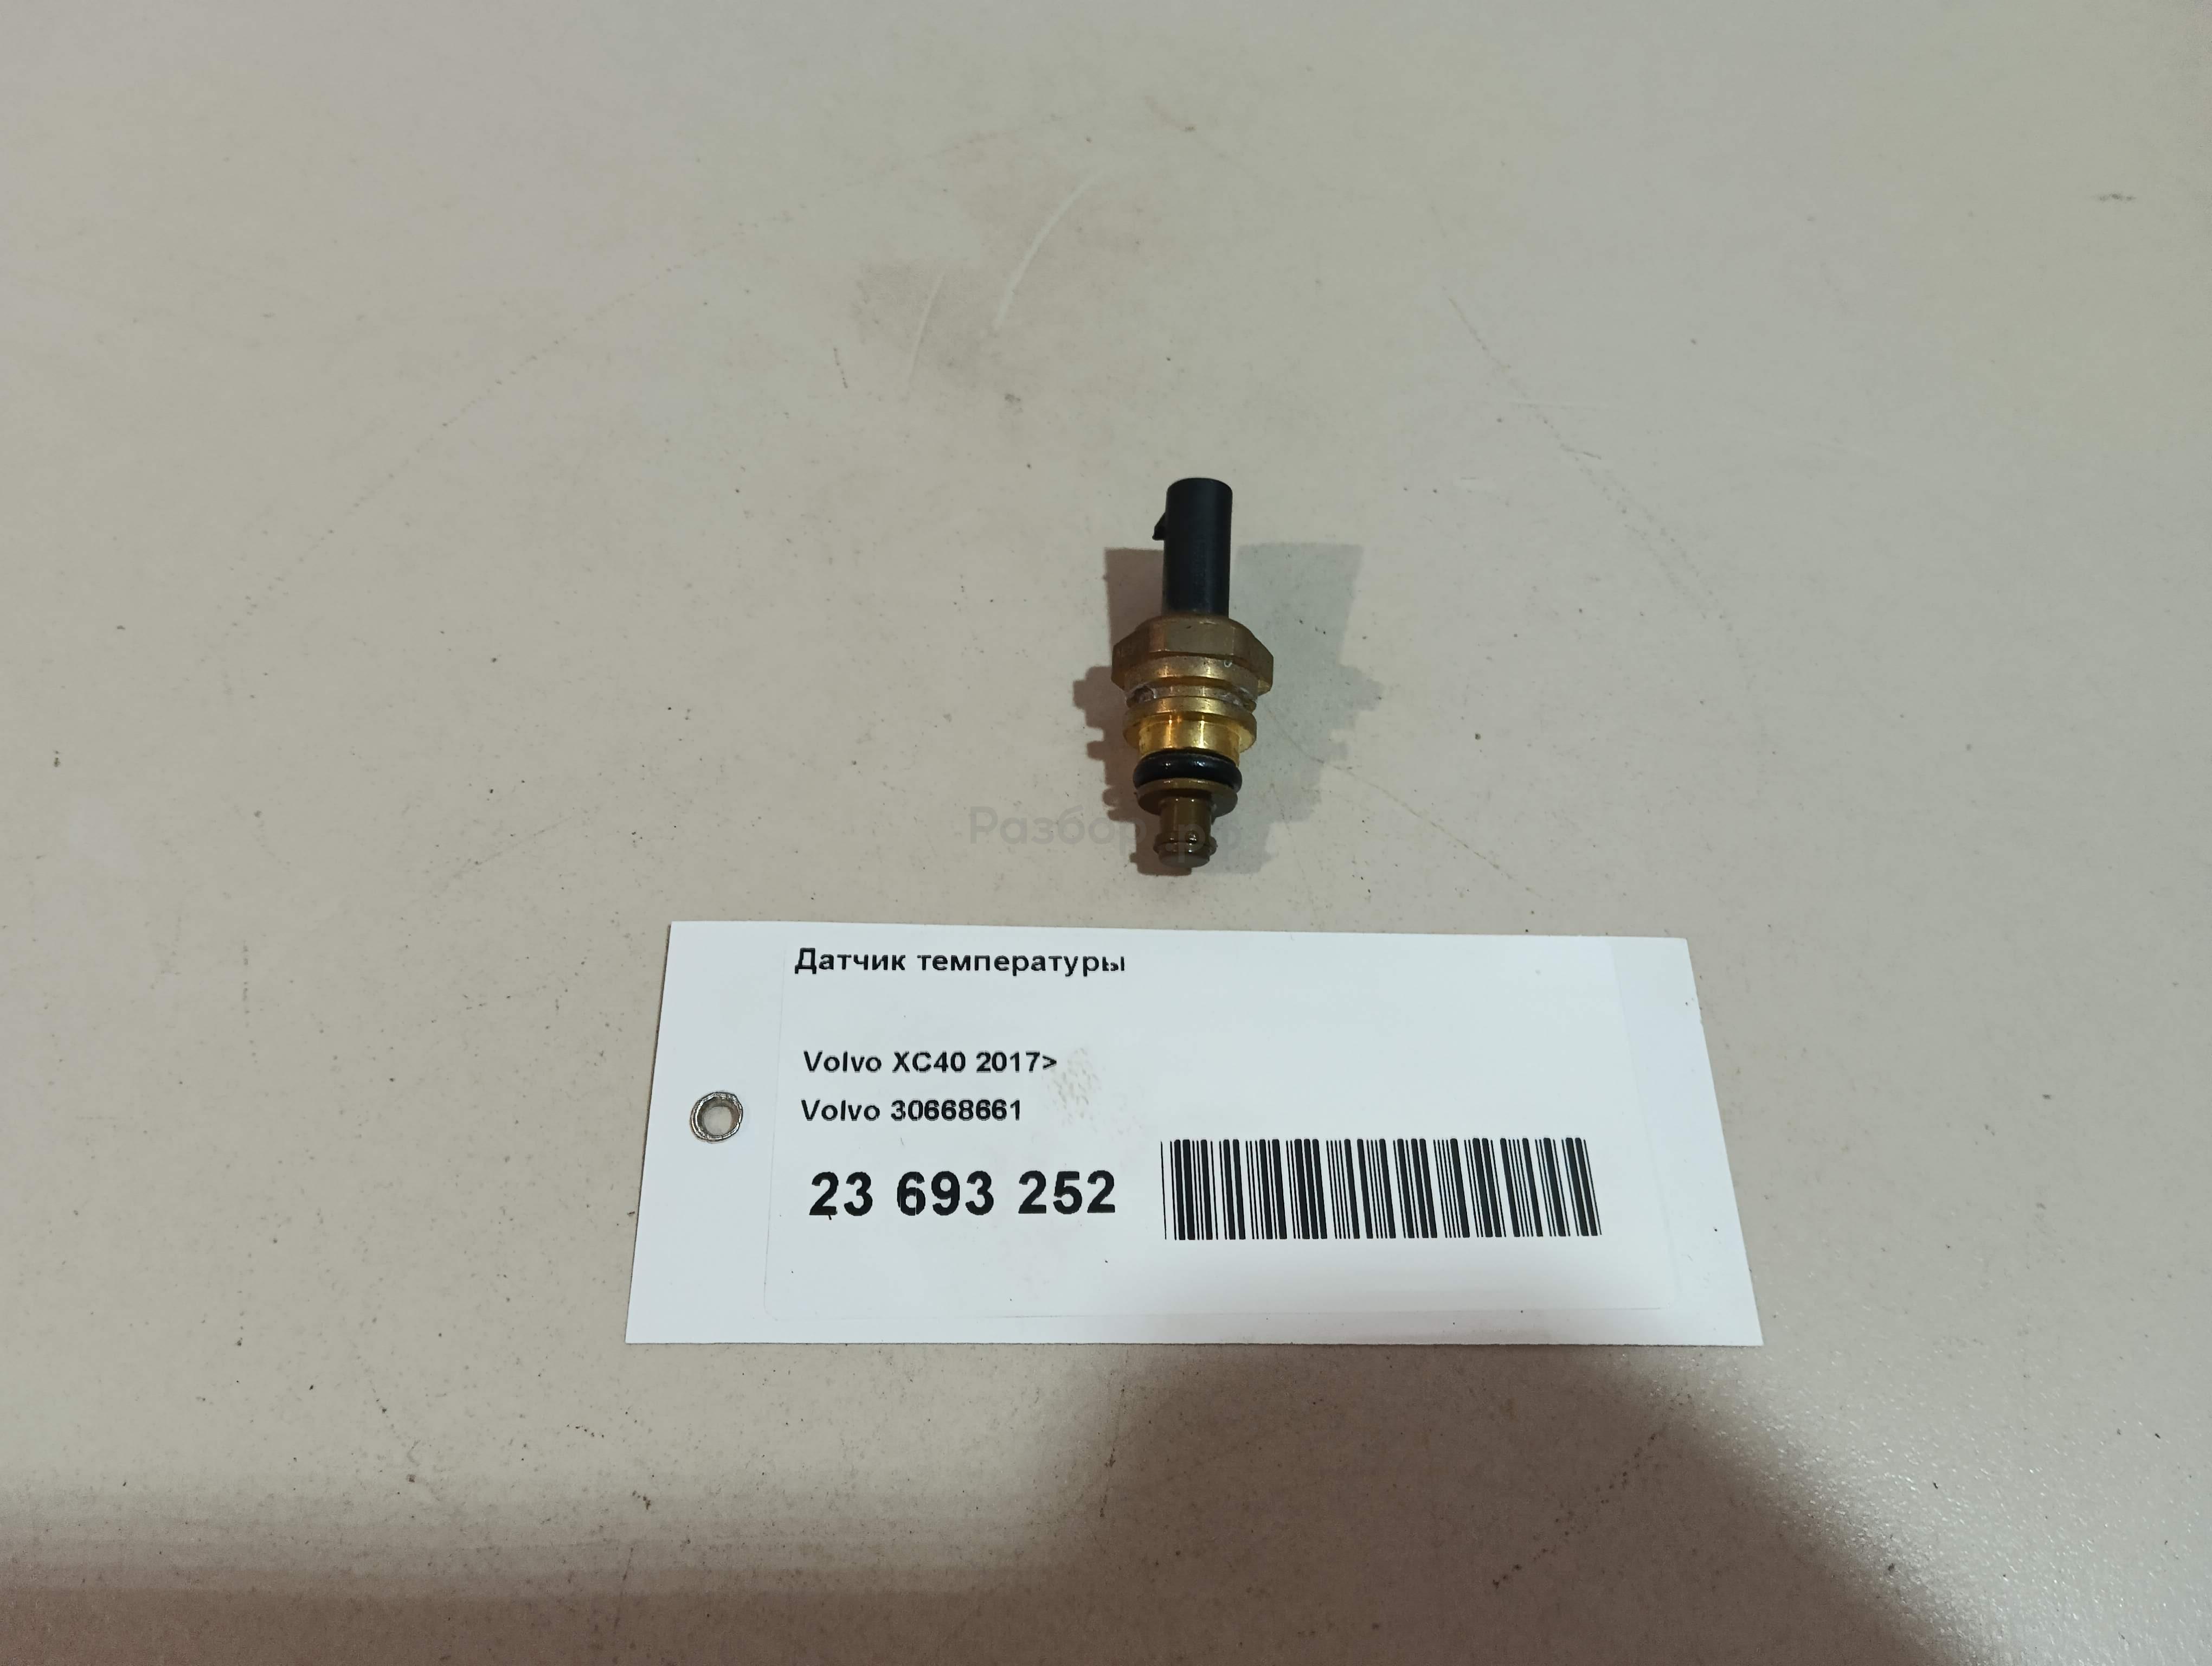 Датчик температуры
Volvo XC40 2017>
Volvo 30668661
23 693 252